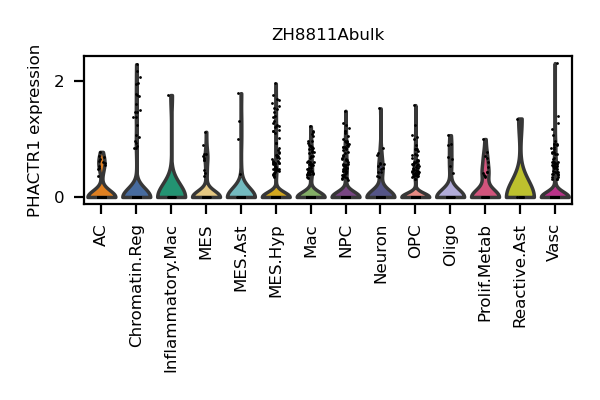 ZH8811Abulk
PHACTR1 expression
2
0
AC
Chromatin.Reg
Inflammatory.Mac
MES
MES.Ast
MES.Hyp
Mac
NPC
Neuron
OPC
Oligo
Prolif.Metab
Reactive.Ast
Vasc